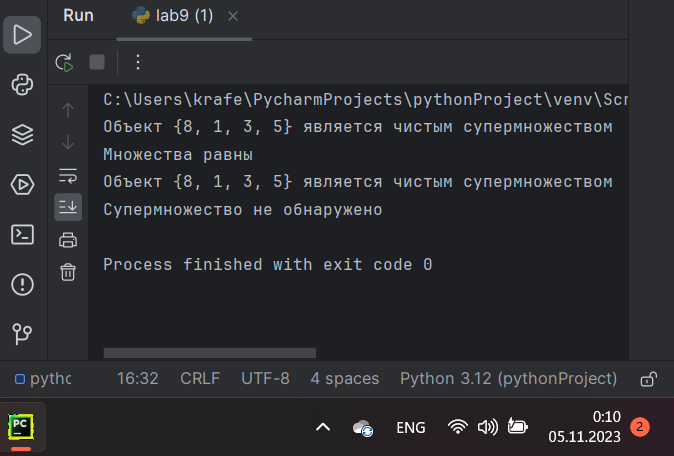 Run
lab9 (1)
C:\Users\krafe\PycharmProjects\pythonProject\venv\Scr
Объект {8, 1, 3, 5} является чистым супермножеством
Множества равны
Объект {8, 1, 3, 5} является чистым супермножеством
Супермножество не обнаружено
Process finished with exit code 0
pytho
16:32 CRLF UTF-8 4 spaces Python 3.12 (pythonProject)
PC
ENG
0:10
05.11.2023
2